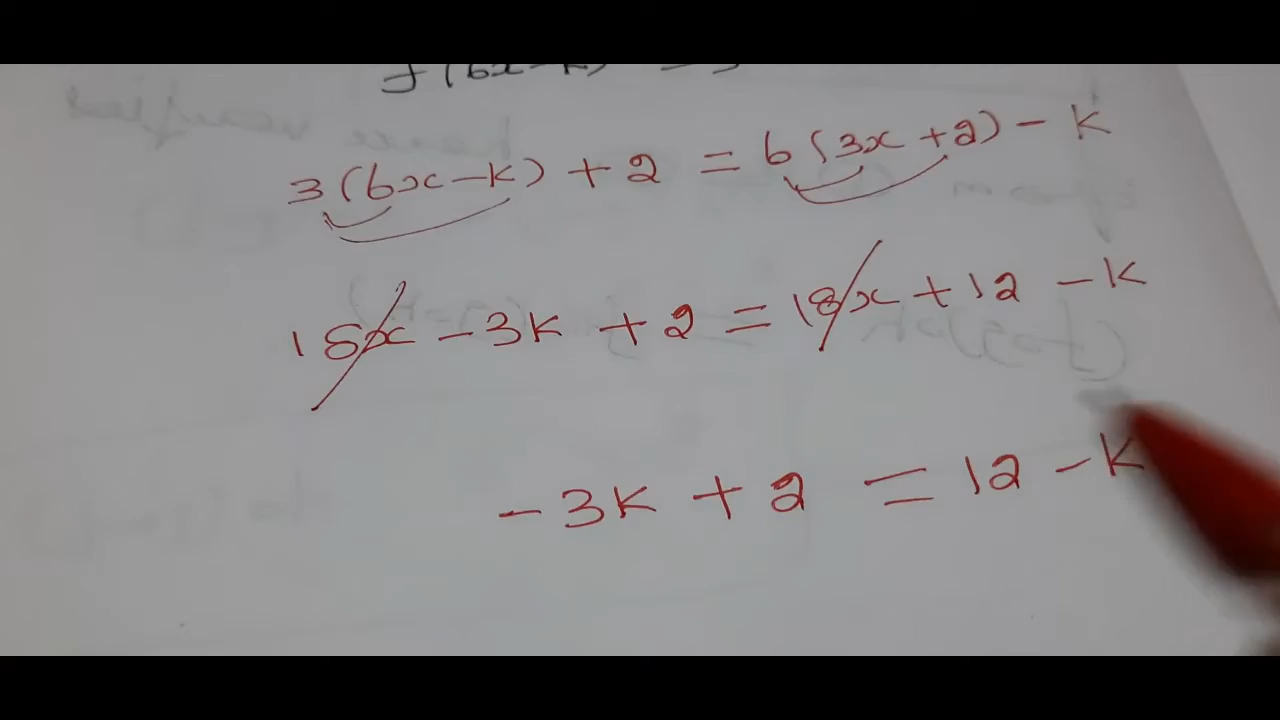 3(6x-k) + 2 = 6(3x+2) - k
18x - 3k + 2 = 18x + 12 - k
-3k + 2 = 12 - k